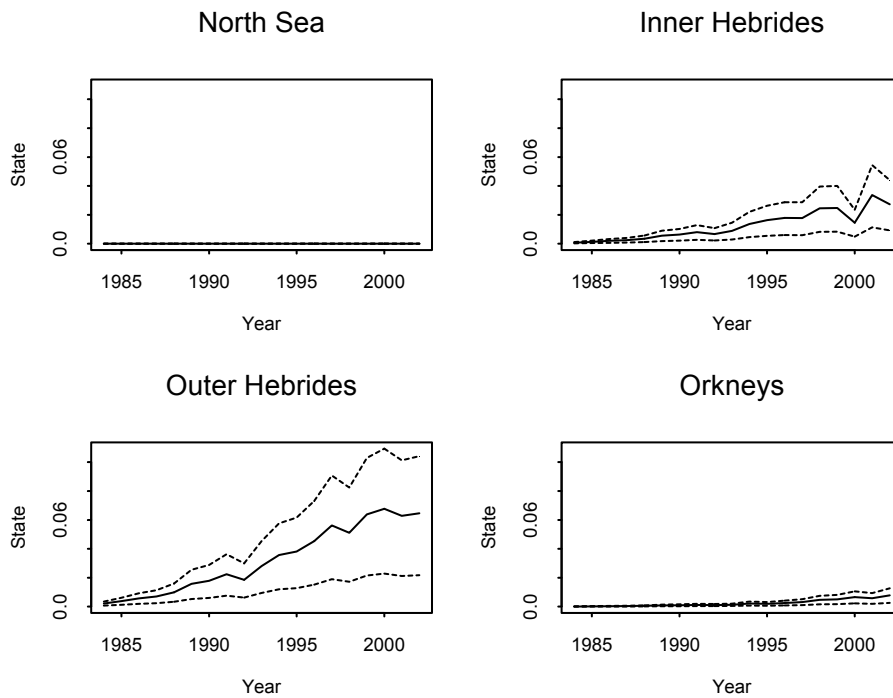 North Sea
Inner Hebrides
State
0.06
0.0
1985 1990 1995 2000
Year
State
0.06
0.0
1985 1990 1995 2000
Year
Outer Hebrides
Orkneys
State
0.06
0.0
1985 1990 1995 2000
Year
State
0.06
0.0
1985 1990 1995 2000
Year